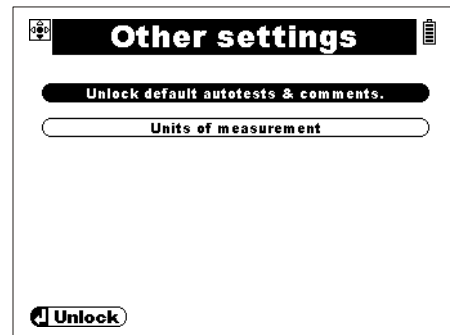 Other settings
Unlock default autotests & comments.
Units of measurement
Unlock